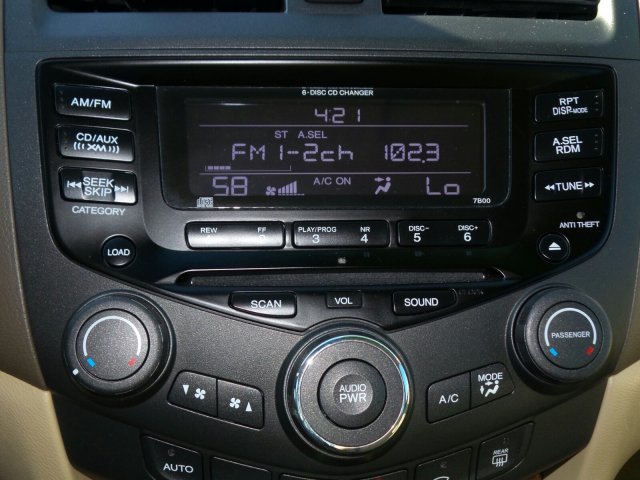 6-DISC CD CHANGER
AM/FM
4:21
RPT
DISP•MODE
CD/AUX
((( XM )))
ST A.SEL
FM1-2ch 102.3
A.SEL
RDM
SEEK
SKIP
58 A/C ON Lo
TUNE
CATEGORY
7B00
REW
FF
PLAY/PROG
3
NR
4
DISC-
5
DISC+
6
ANTI THEFT
LOAD
SCAN
VOL
SOUND
PASSENGER
AUDIO
PWR
A/C
MODE
AUTO
REAR